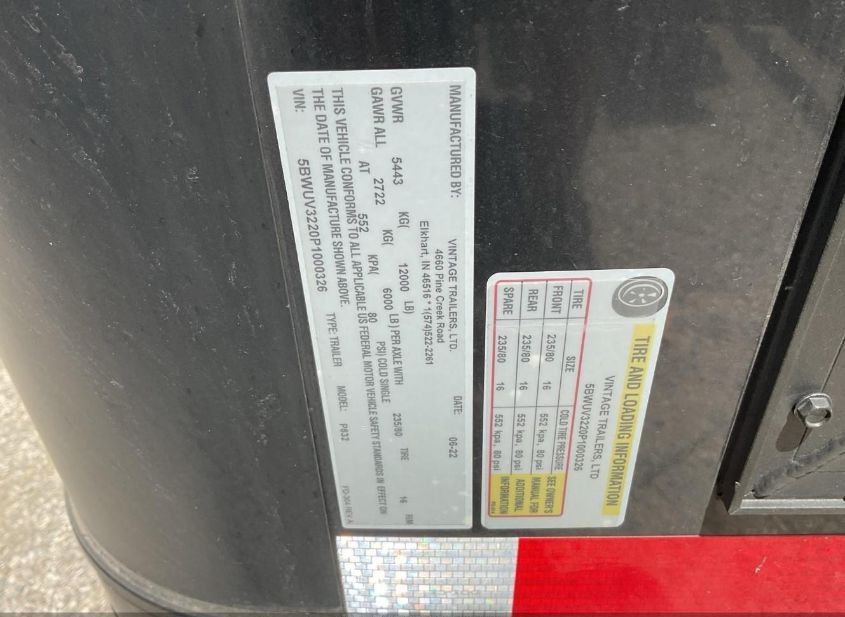 MANUFACTURED BY: VINTAGE TRAILERS, LTD. DATE: 06-22
4660 Pine Creek Road
Elkhart, IN 46516 * 1(574)522-2261
GVWR 5443 KG( 12000 LB)
GAWR ALL 2722 KG( 6000 LB) PER AXLE WITH 235/80 TIRE 16 RIM
AT 552 KPA( 80 PSI) COLD SINGLE
THIS VEHICLE CONFORMS TO ALL APPLICABLE US FEDERAL MOTOR VEHICLE SAFETY STANDARDS IN EFFECT ON
THE DATE OF MANUFACTURE SHOWN ABOVE.
VIN: 5BWUV3220P1000326 TYPE: TRAILER MODEL: P832
TIRE AND LOADING INFORMATION
VINTAGE TRAILERS, LTD
5BWUV3220P1000326
TIRE SIZE COLD TIRE PRESSURE SEE OWNER'S
FRONT 235/80 16 552 kpa, 80 psi MANUAL FOR
REAR 235/80 16 552 kpa, 80 psi ADDITIONAL
SPARE 235/80 16 552 kpa, 80 psi INFORMATION